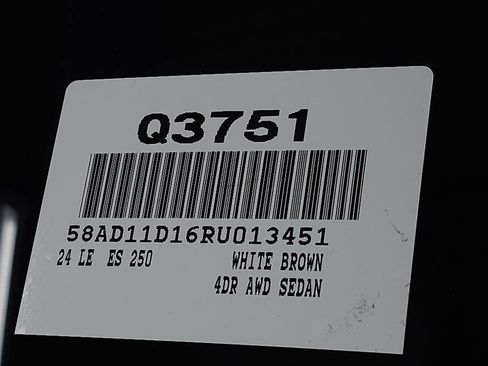 Q3751
58AD11D16RU013451
24 LE ES 250 WHITE BROWN
4DR AWD SEDAN